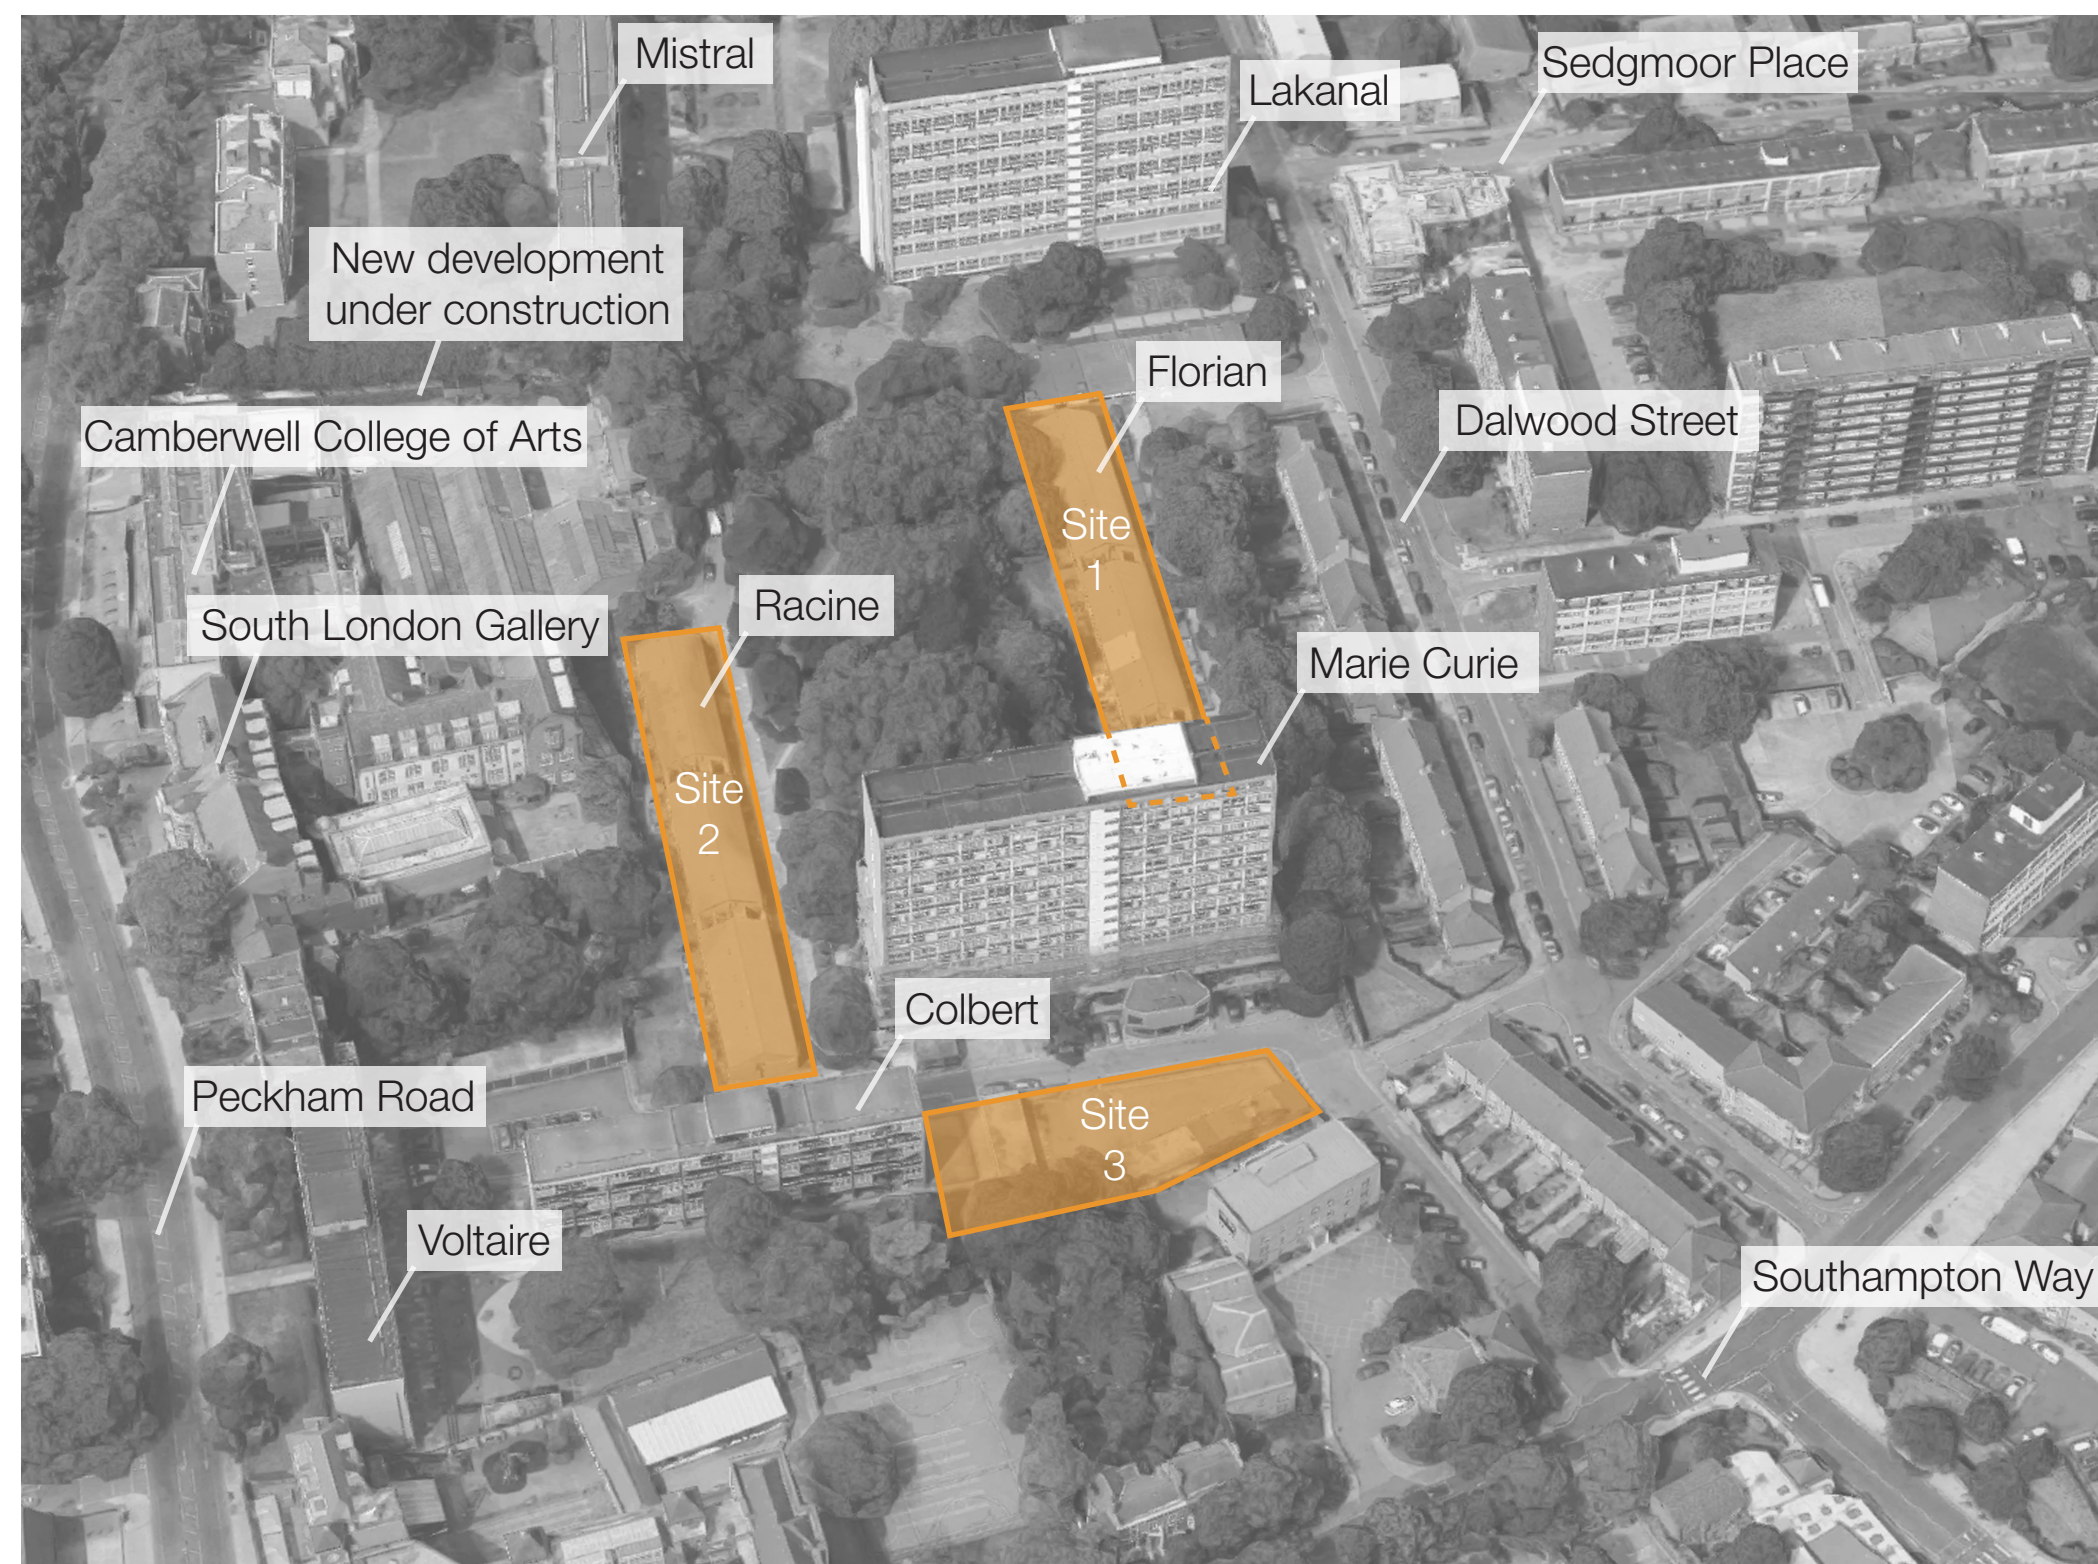 Mistral
Sedgmoor Place
Lakanal
New development
under construction
Florian
Dalwood Street
Camberwell College of Arts
Site
1
Racine
South London Gallery
Marie Curie
Site
2
Colbert
Peckham Road
Site
3
Voltaire
Southampton Way